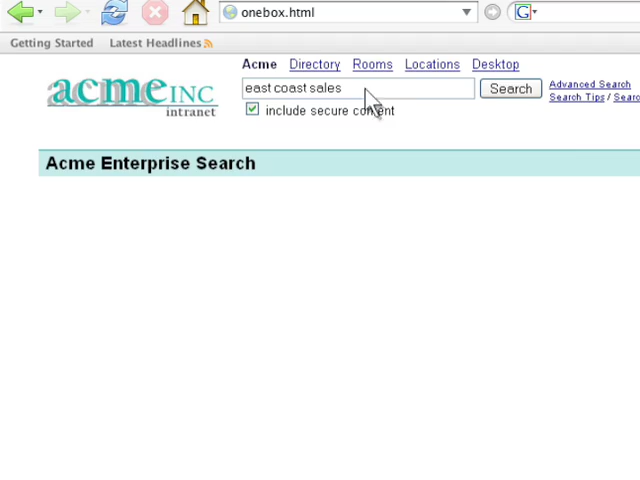 onebox.html
G
Getting Started Latest Headlines
Acme Directory Rooms Locations Desktop
acme INC
intranet
east coast sales
Search
Advanced Search
Search Tips /
include secure content
Acme Enterprise Search